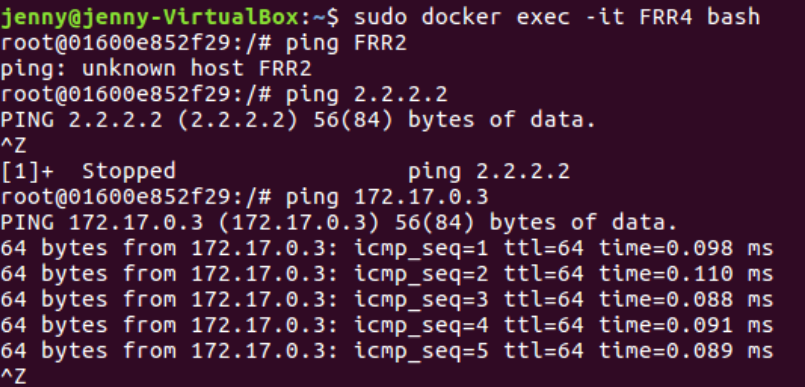 jenny@jenny-VirtualBox:~$ sudo docker exec -it FRR4 bash
root@01600e852f29:/# ping FRR2
ping: unknown host FRR2
root@01600e852f29:/# ping 2.2.2.2
PING 2.2.2.2 (2.2.2.2) 56(84) bytes of data.
^Z
[1]+  Stopped                 ping 2.2.2.2
root@01600e852f29:/# ping 172.17.0.3
PING 172.17.0.3 (172.17.0.3) 56(84) bytes of data.
64 bytes from 172.17.0.3: icmp_seq=1 ttl=64 time=0.098 ms
64 bytes from 172.17.0.3: icmp_seq=2 ttl=64 time=0.110 ms
64 bytes from 172.17.0.3: icmp_seq=3 ttl=64 time=0.088 ms
64 bytes from 172.17.0.3: icmp_seq=4 ttl=64 time=0.091 ms
64 bytes from 172.17.0.3: icmp_seq=5 ttl=64 time=0.089 ms
^Z